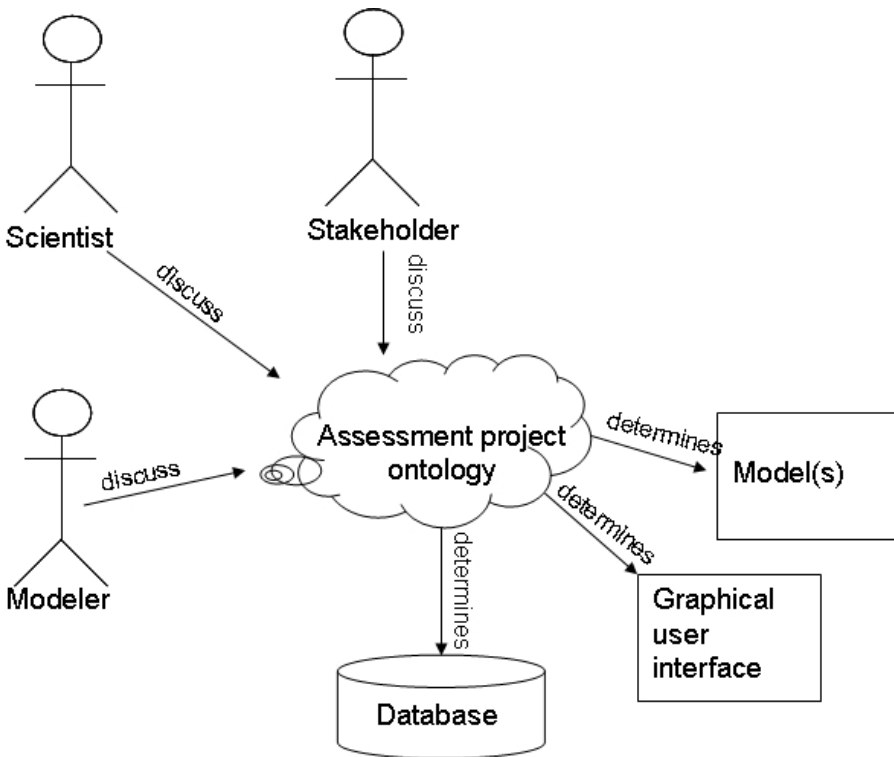 Scientist
Stakeholder
discuss
discuss
Assessment project
ontology
determines
Model(s)
discuss
determines
Modeler
determines
Graphical
user
interface
Database